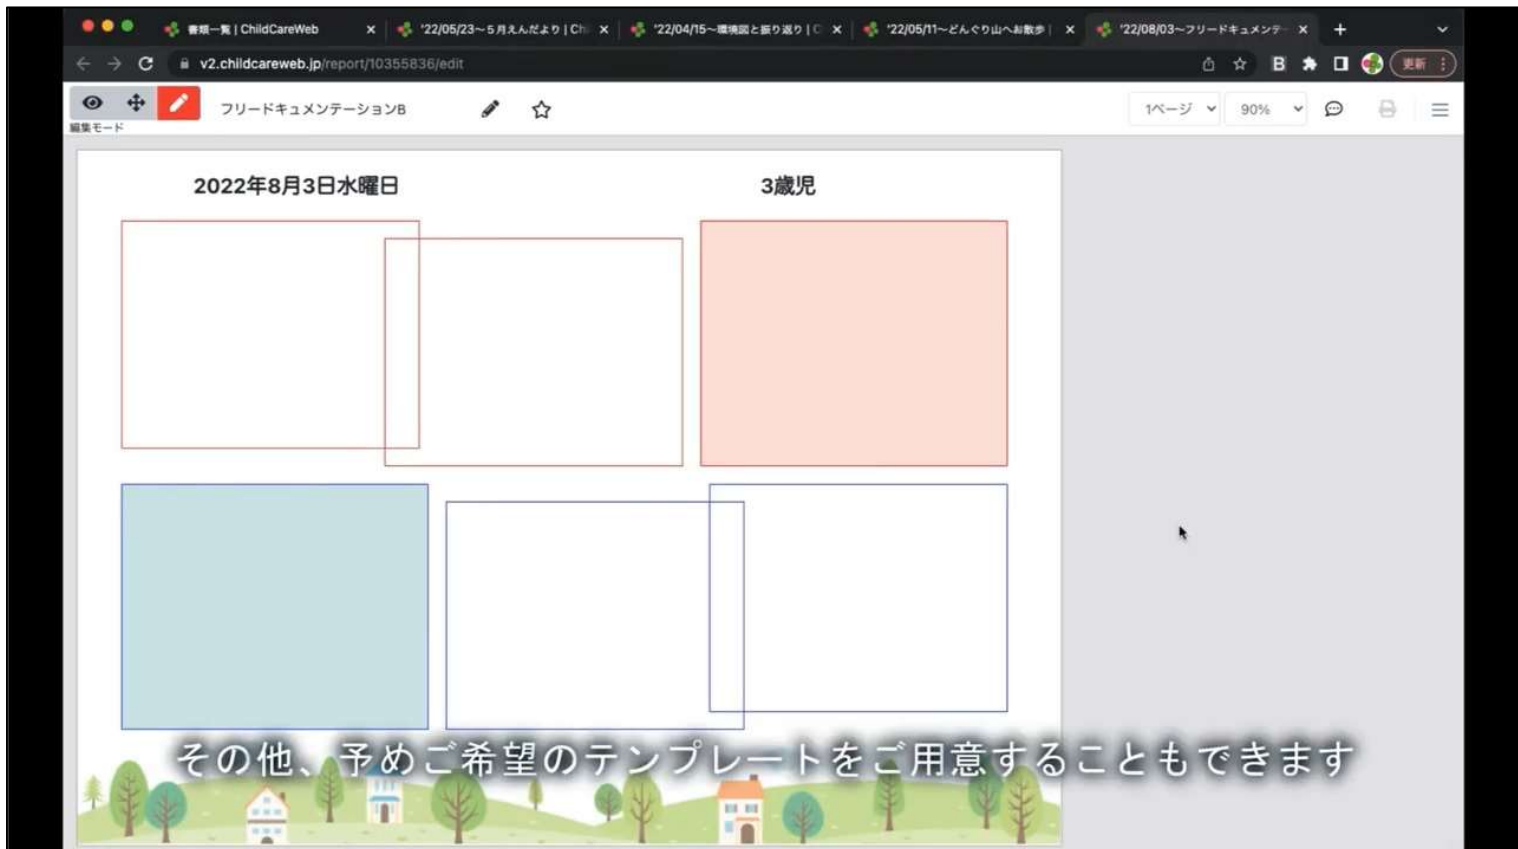 書類一覧 | ChildCareWeb
'22/05/23～5月えんだより | Ch
'22/04/15～環境図と振り返り | C
'22/05/11～どんぐり山へお散歩 |
'22/08/03～フリードキュメンテー
v2.childcareweb.jp/report/10355836/edit
B
更新
編集モード
フリードキュメンテーションB
1ページ
90%
2022年8月3日水曜日
3歳児
その他、予めご希望のテンプレートをご用意することもできます